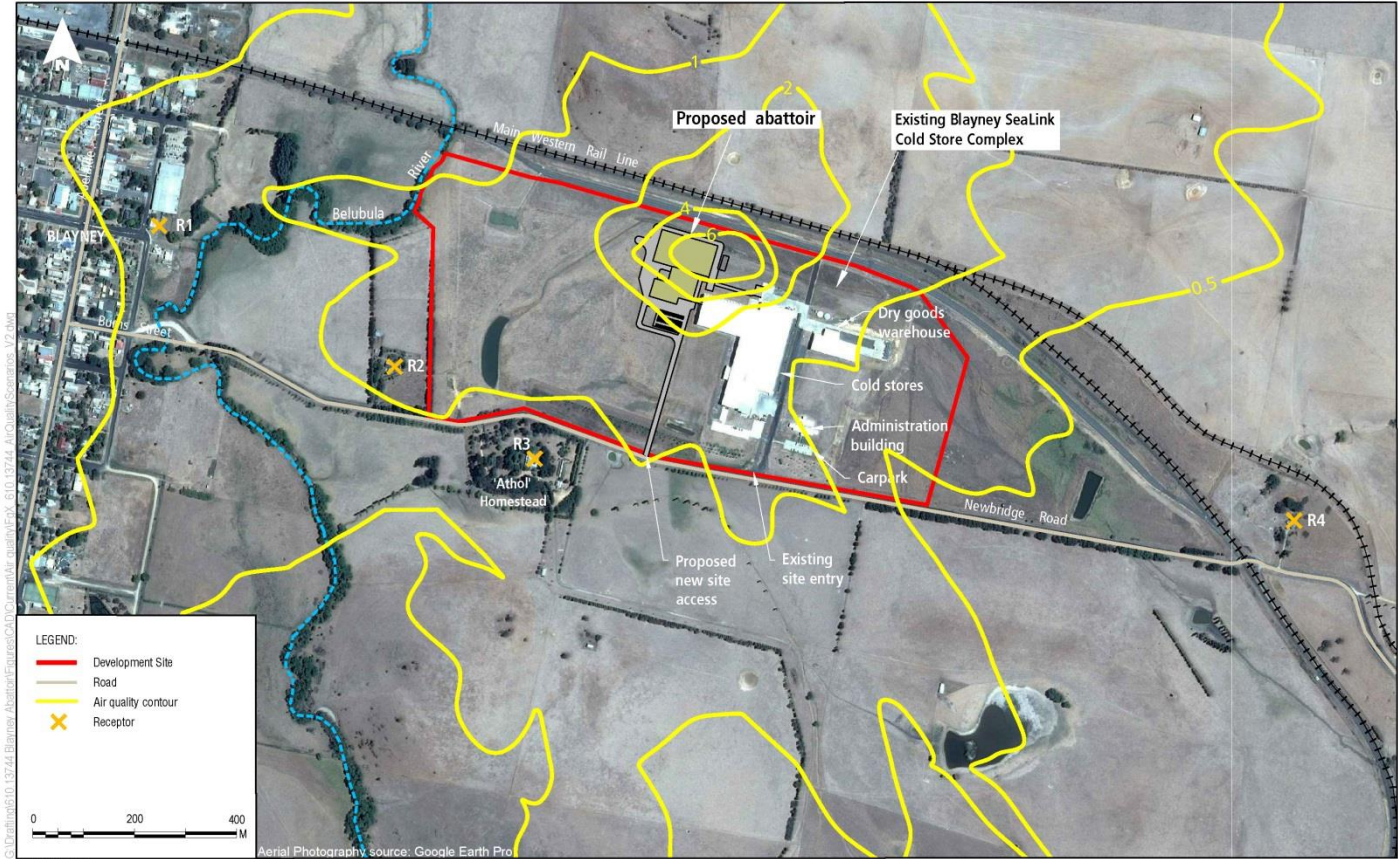 N
1
2
Proposed abattoir
Existing Blayney SeaLink
Cold Store Complex
Main Western Rail Line
River
Belubula
R1
BLAYNEY
4
6
0.5
Dry goods
warehouse
Burns Street
R2
Cold stores
Administration
building
R3
'Athol'
Homestead
Carpark
Newbridge Road
R4
Proposed
new site
access
Existing
site entry
LEGEND:
Development Site
Road
Air quality contour
Receptor
0
200
400
M
Aerial Photography source: Google Earth Pro